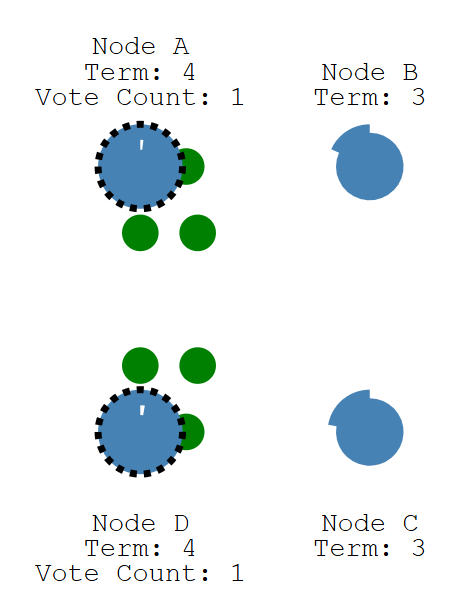 Node A
Term: 4
Vote Count: 1
Node B
Term: 3
Node D
Term: 4
Vote Count: 1
Node C
Term: 3